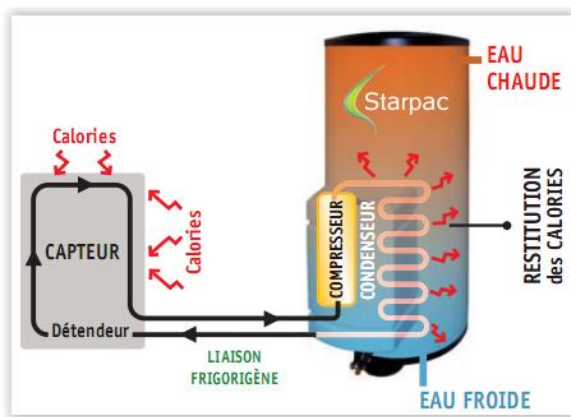 EAU
CHAUDE
Starpac
Calories
CAPTEUR
Calories
COMPRESSEUR
CONDENSEUR
RESTITUTION
des CALORIES
Détendeur
LIAISON
FRIGORIGÈNE
EAU FROIDE